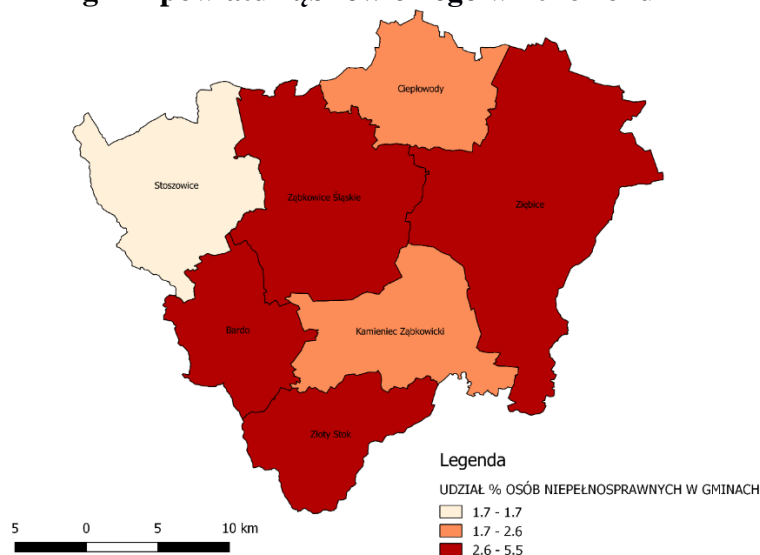 Ciepłowody
Stoszowice
Ząbkowice Śląskie
Ziębice
Bardo
Kamieniec Ząbkowicki
Złoty Stok
Legenda
UDZIAŁ % OSÓB NIEPEŁNOSPRAWNYCH W GMINACH
1.7 - 1.7
1.7 - 2.6
2.6 - 5.5
5 0 5 10 km